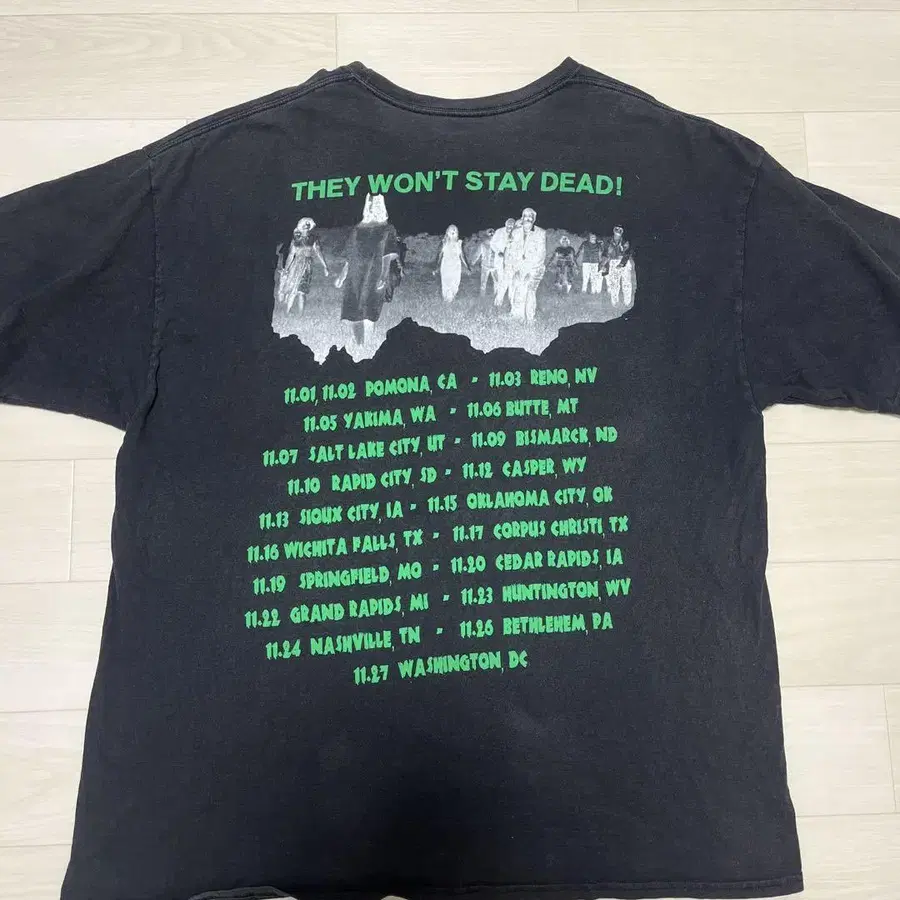 THEY WON'T STAY DEAD!
11.01, 11.02 POMONA, CA - 11.03 RENO, NV
11.05 YAKIMA, WA - 11.06 BUTTE, MT
11.07 SALT LAKE CITY, UT - 11.09 BISMARCK, ND
11.10 RAPID CITY, SD - 11.12 CASPER, WY
11.13 SIOUX CITY, IA - 11.15 OKLAHOMA CITY, OK
11.16 WICHITA FALLS, TX - 11.17 CORPUS CHRISTI, TX
11.19 SPRINGFIELD, MO - 11.20 CEDAR RAPIDS, IA
11.22 GRAND RAPIDS, MI - 11.23 HUNTINGTON, WV
11.24 NASHVILLE, TN - 11.26 BETHLEHEM, PA
11.27 WASHINGTON, DC